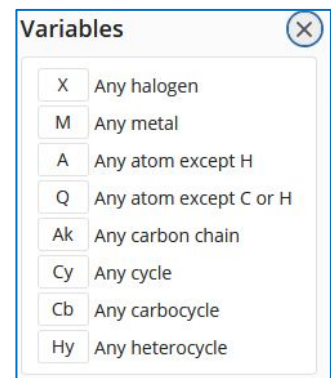 Variables
X Any halogen
M Any metal
A Any atom except H
Q Any atom except C or H
Ak Any carbon chain
Cy Any cycle
Cb Any carbocycle
Hy Any heterocycle